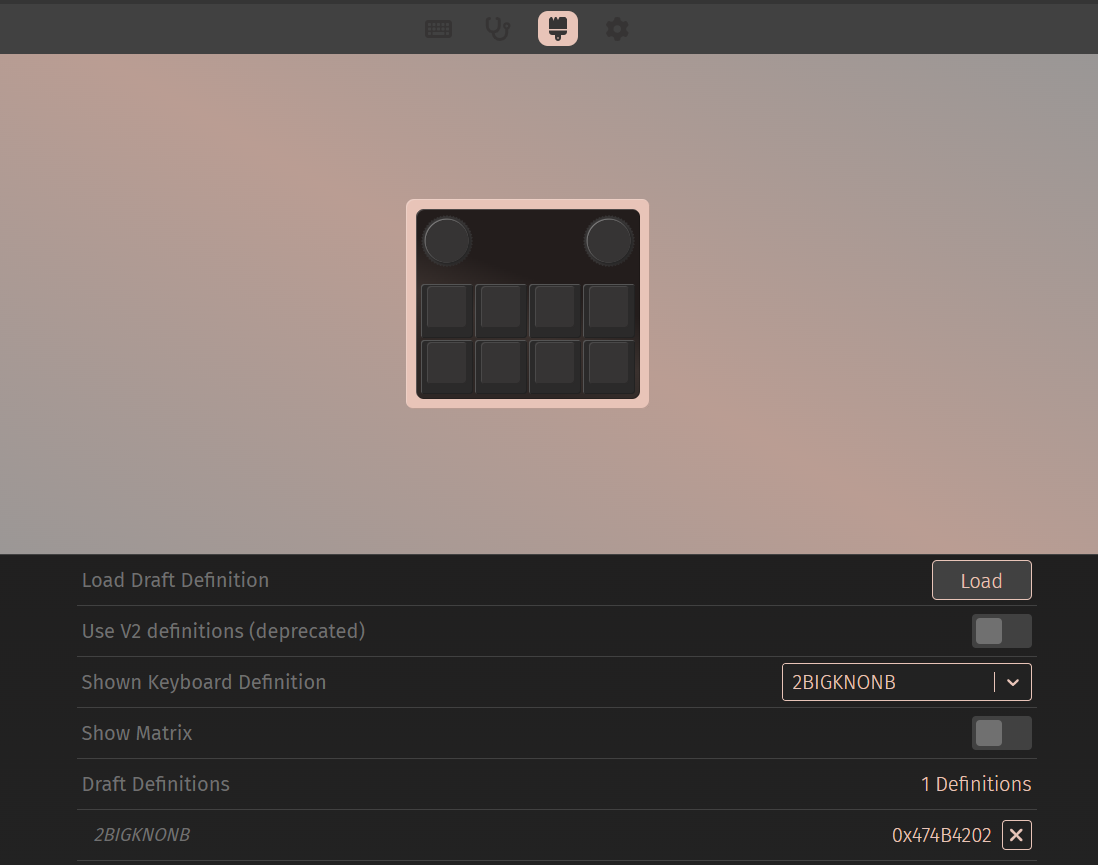 Load Draft Definition Load
Use V2 definitions (deprecated)
Shown Keyboard Definition 2BIGKNONB
Show Matrix
Draft Definitions 1 Definitions
2BIGKNONB 0x474B4202